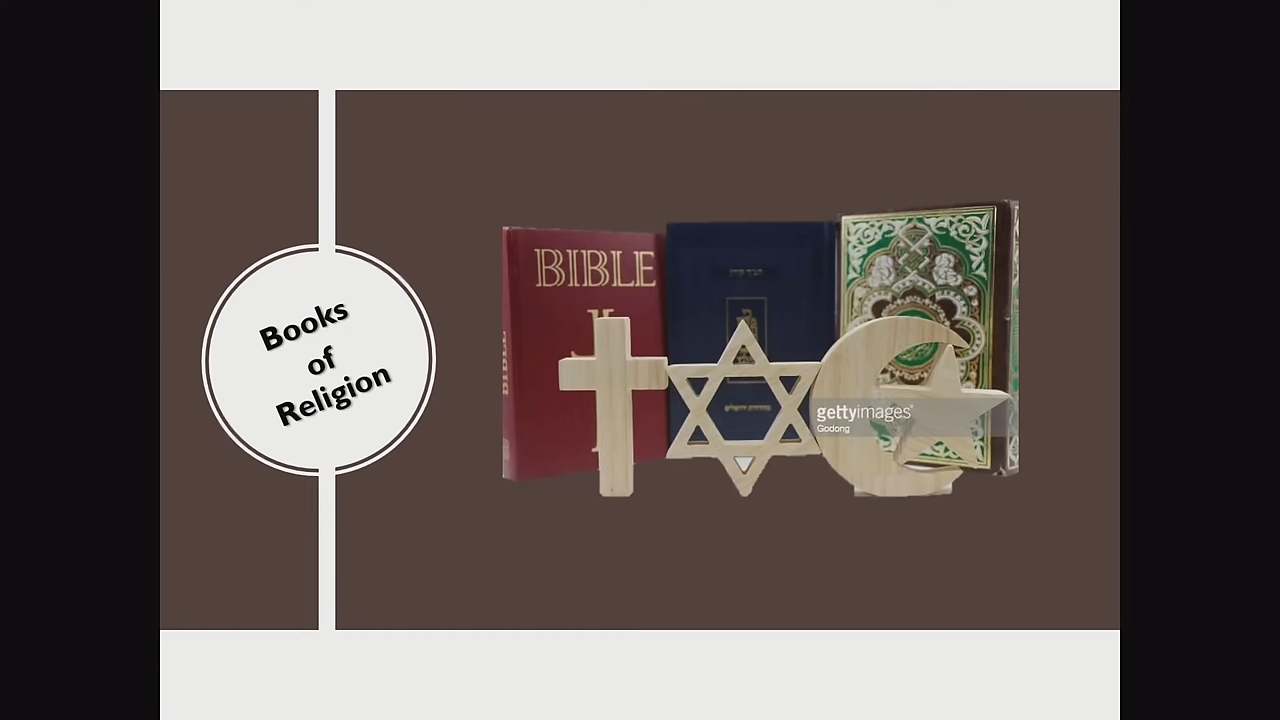 Books
of
Religion
BIBLE
BIBLE
gettyimages®
Godong